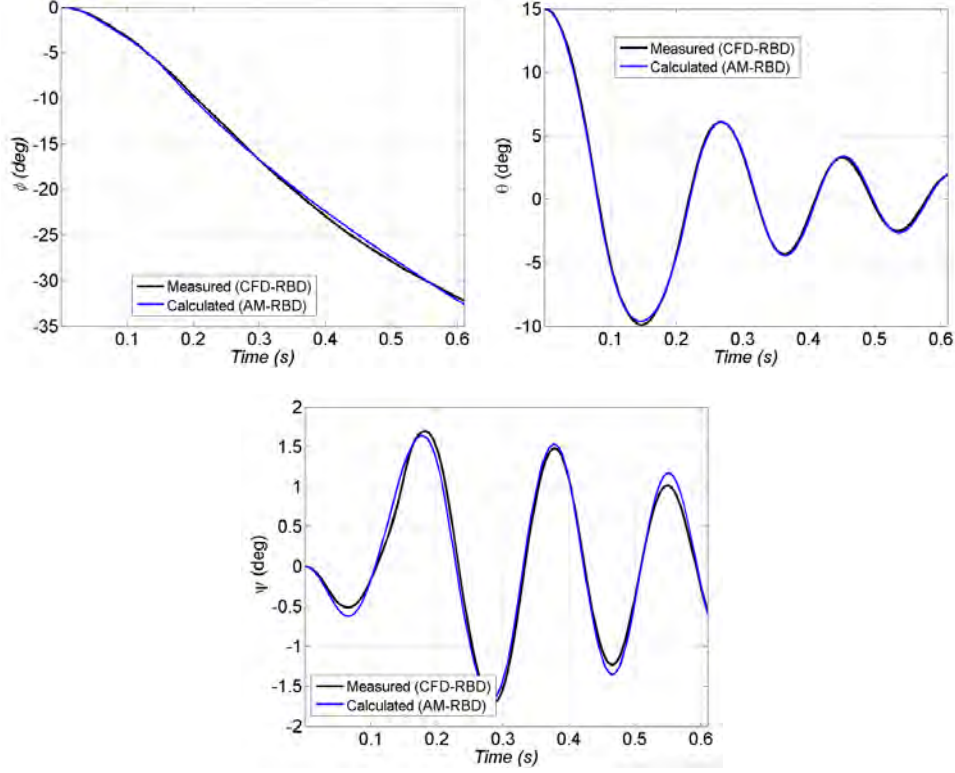 0
-5
-10
-15
-20
-25
-30
-35
ϕ (deg)
Measured (CFD-RBD)
Calculated (AM-RBD)
0.1 0.2 0.3 0.4 0.5 0.6
Time (s)
15
10
5
0
-5
-10
θ (deg)
Measured (CFD-RBD)
Calculated (AM-RBD)
0.1 0.2 0.3 0.4 0.5 0.6
Time (s)
2
1.5
1
0.5
0
-0.5
-1
-1.5
-2
Ψ (deg)
Measured (CFD-RBD)
Calculated (AM-RBD)
0.1 0.2 0.3 0.4 0.5 0.6
Time (s)